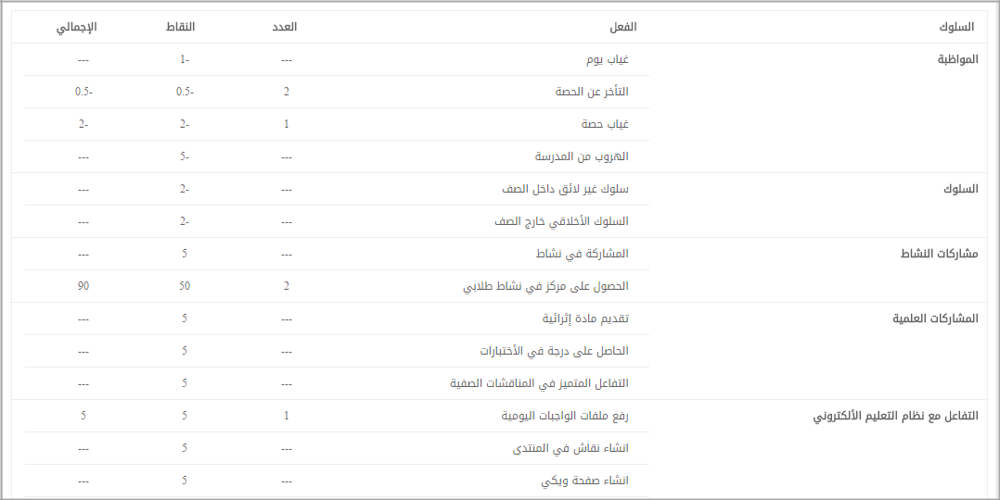 السلوك الفعل العدد النقاط الإجمالي
المواظبة غياب يوم --- -1 ---
التأخر عن الحصة 2 -0.5 -0.5
غياب حصة 1 -2 -2
الهروب من المدرسة --- -5 ---
السلوك سلوك غير لائق داخل الصف --- -2 ---
السلوك الأخلاقي خارج الصف --- -2 ---
مشاركات النشاط المشاركة في نشاط --- 5 ---
الحصول على مركز في نشاط طلابي 2 50 90
المشاركات العلمية تقديم مادة إثرائية --- 5 ---
الحاصل على درجة في الأختبارات --- 5 ---
التفاعل المتميز في المناقشات الصفية --- 5 ---
التفاعل مع نظام التعليم الألكتروني رفع ملفات الواجبات اليومية 1 5 5
انشاء نقاش في المنتدى --- 5 ---
انشاء صفحة ويكي --- 5 ---